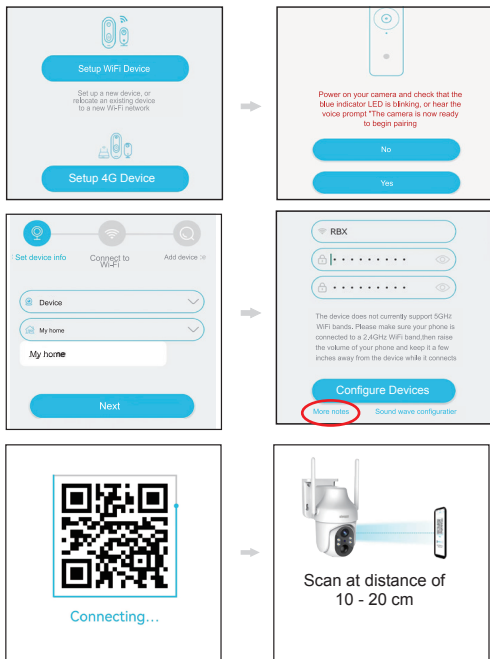 Setup WiFi Device
Set up a new device, or
relocate an existing device
to a new Wi-Fi network
Setup 4G Device
Power on your camera and check that the
blue indicator LED is blinking, or hear the
voice prompt "The camera is now ready
to begin pairing
No
Yes
Set device info
Connect to
Wi-Fi
Add device
Device
My home
My home
Next
RBX
The device does not currently support 5GHz
WiFi bands. Please make sure your phone is
connected to a 2,4GHz WiFi band,then raise
the volume of your phone and keep it a few
inches away from the device while it connects
Configure Devices
More notes
Sound wave configuratier
Connecting...
Scan at distance of
10 - 20 cm